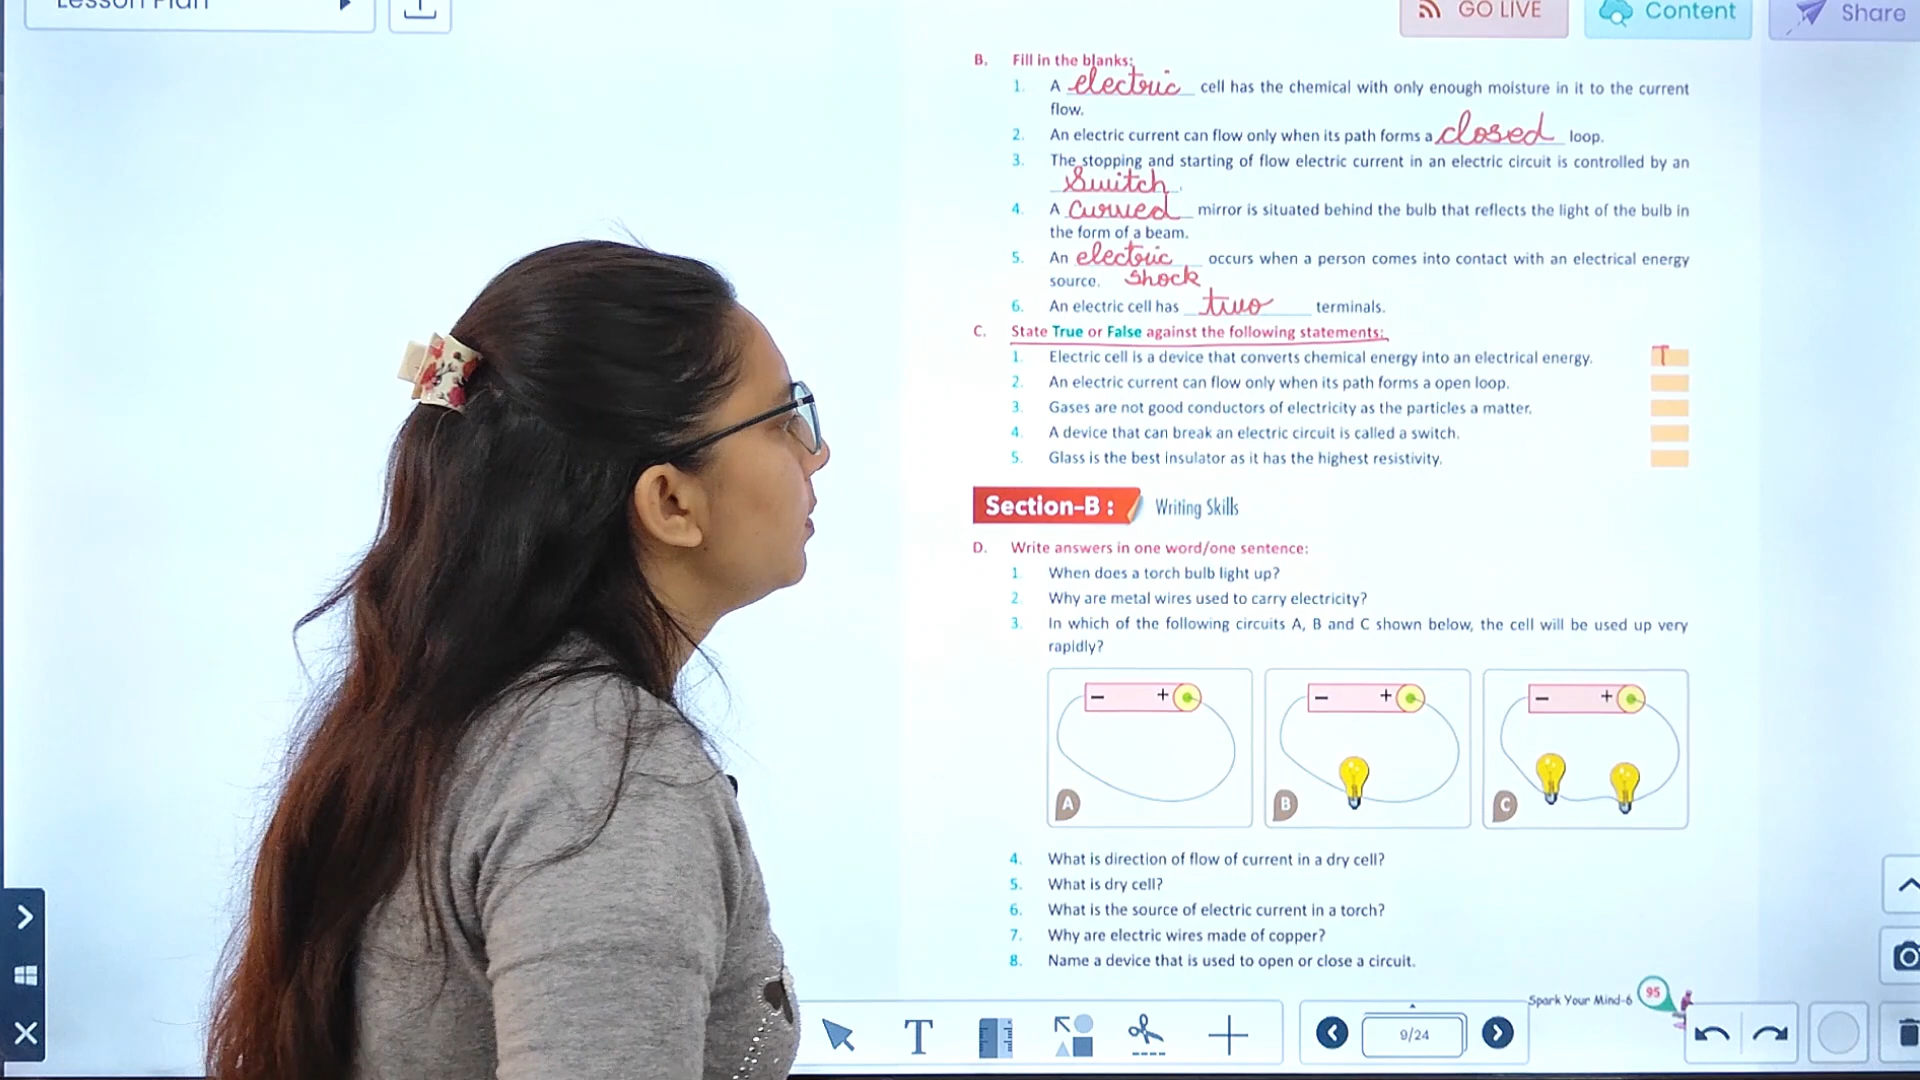 Lesson Plan
GO LIVE
Content
Share
B. Fill in the blanks:
1. A electric cell has the chemical with only enough moisture in it to the current
flow.
2. An electric current can flow only when its path forms a closed loop.
3. The stopping and starting of flow electric current in an electric circuit is controlled by an
Switch.
4. A curved mirror is situated behind the bulb that reflects the light of the bulb in
the form of a beam.
5. An electric occurs when a person comes into contact with an electrical energy
source. Shock
6. An electric cell has two terminals.
C. State True or False against the following statements:
1. Electric cell is a device that converts chemical energy into an electrical energy. T
2. An electric current can flow only when its path forms a open loop.
3. Gases are not good conductors of electricity as the particles a matter.
4. A device that can break an electric circuit is called a switch.
5. Glass is the best insulator as it has the highest resistivity.
Section-B : Writing Skills
D. Write answers in one word/one sentence:
1. When does a torch bulb light up?
2. Why are metal wires used to carry electricity?
3. In which of the following circuits A, B and C shown below, the cell will be used up very
rapidly?
− + − + − +
A B C
4. What is direction of flow of current in a dry cell?
5. What is dry cell?
6. What is the source of electric current in a torch?
7. Why are electric wires made of copper?
8. Name a device that is used to open or close a circuit.
Spark Your Mind-6 95
T
9/24